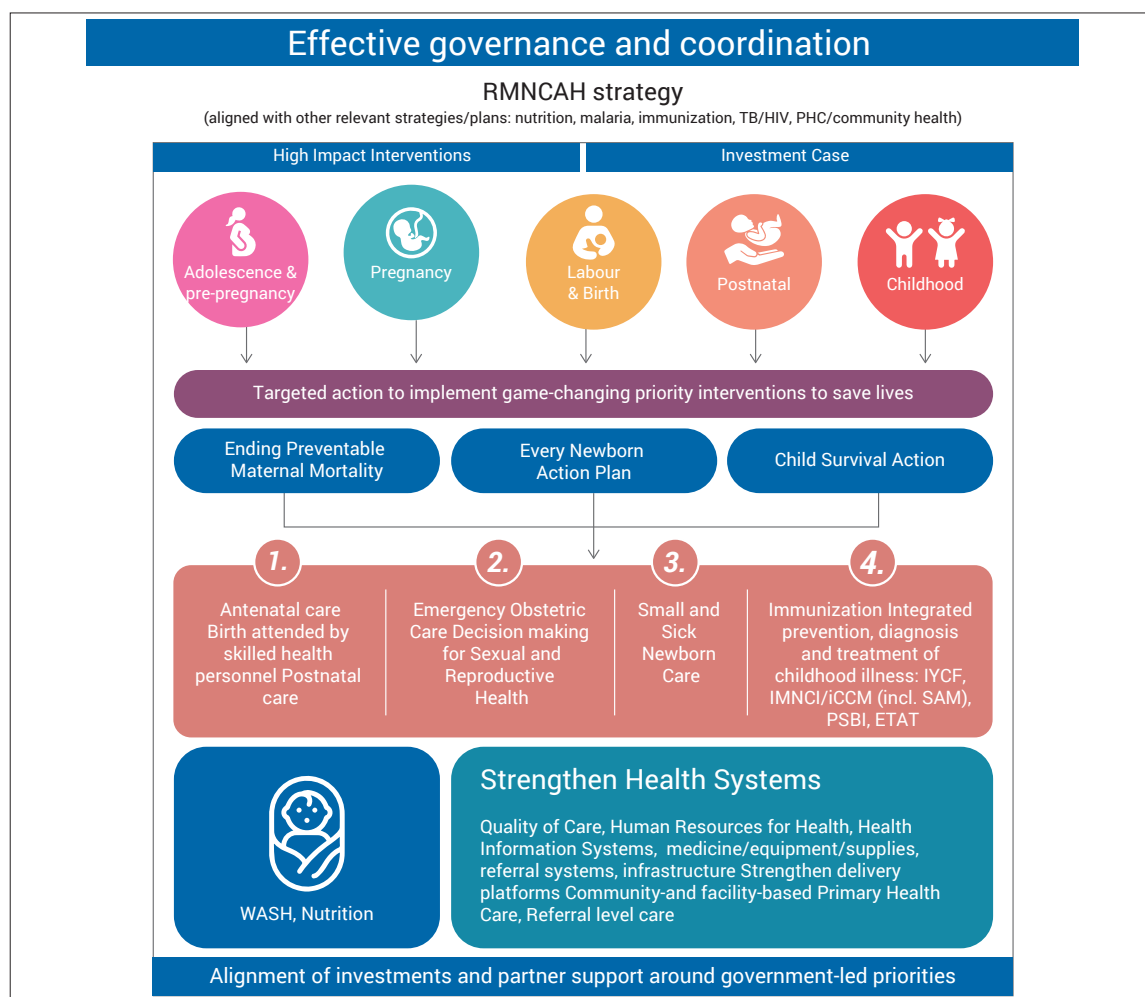 Effective governance and coordination
RMNCAH strategy
(aligned with other relevant strategies/plans: nutrition, malaria, immunization, TB/HIV, PHC/community health)
High Impact Interventions
Investment Case
Adolescence &
pre-pregnancy
Pregnancy
Labour
& Birth
Postnatal
Childhood
Targeted action to implement game-changing priority interventions to save lives
Ending Preventable
Maternal Mortality
Every Newborn
Action Plan
Child Survival Action
1.
Antenatal care
Birth attended by
skilled health
personnel Postnatal
care
2.
Emergency Obstetric
Care Decision making
for Sexual and
Reproductive
Health
3.
Small and
Sick
Newborn
Care
4.
Immunization Integrated
prevention, diagnosis
and treatment of
childhood illness: IYCF,
IMNCI/iCCM (incl. SAM),
PSBI, ETAT
WASH, Nutrition
Strengthen Health Systems
Quality of Care, Human Resources for Health, Health
Information Systems, medicine/equipment/supplies,
referral systems, infrastructure Strengthen delivery
platforms Community-and facility-based Primary Health
Care, Referral level care
Alignment of investments and partner support around government-led priorities